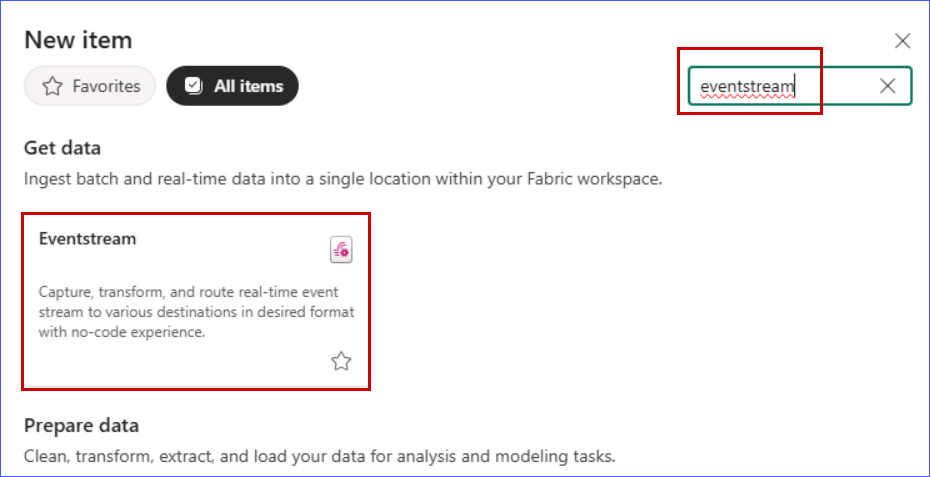 New item
Favorites
All items
eventstream
Get data
Ingest batch and real-time data into a single location within your Fabric workspace.
Eventstream
Capture, transform, and route real-time event
stream to various destinations in desired format
with no-code experience.
Prepare data
Clean, transform, extract, and load your data for analysis and modeling tasks.